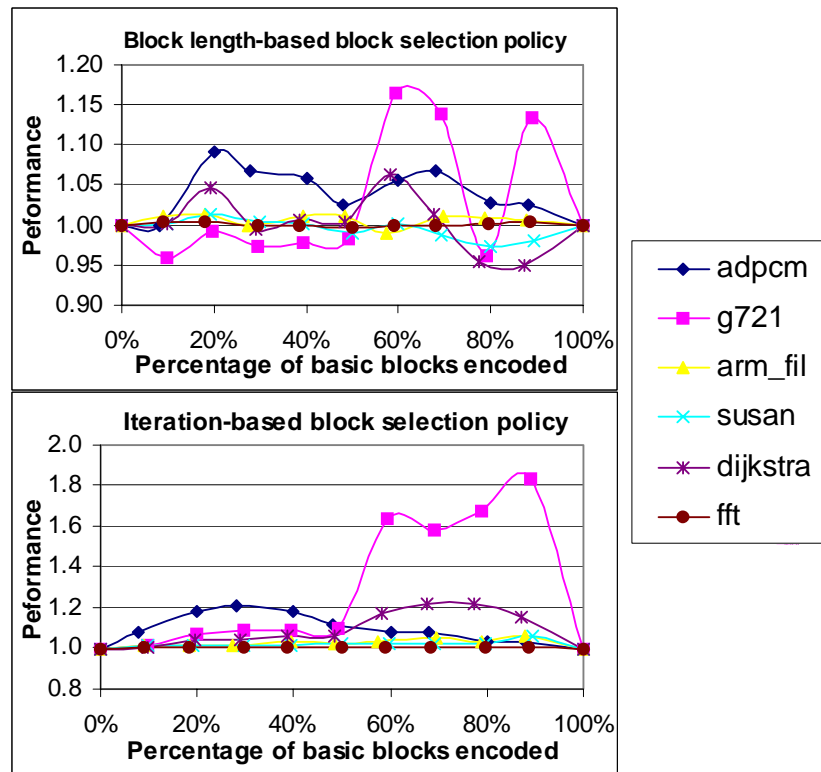 Block length-based block selection policy
1.20
1.15
1.10
1.05
1.00
0.95
0.90
Peformance
0% 20% 40% 60% 80% 100%
Percentage of basic blocks encoded
Iteration-based block selection policy
2.0
1.8
1.6
1.4
1.2
1.0
0.8
Peformance
0% 20% 40% 60% 80% 100%
Percentage of basic blocks encoded
adpcm
g721
arm_fil
susan
dijkstra
fft